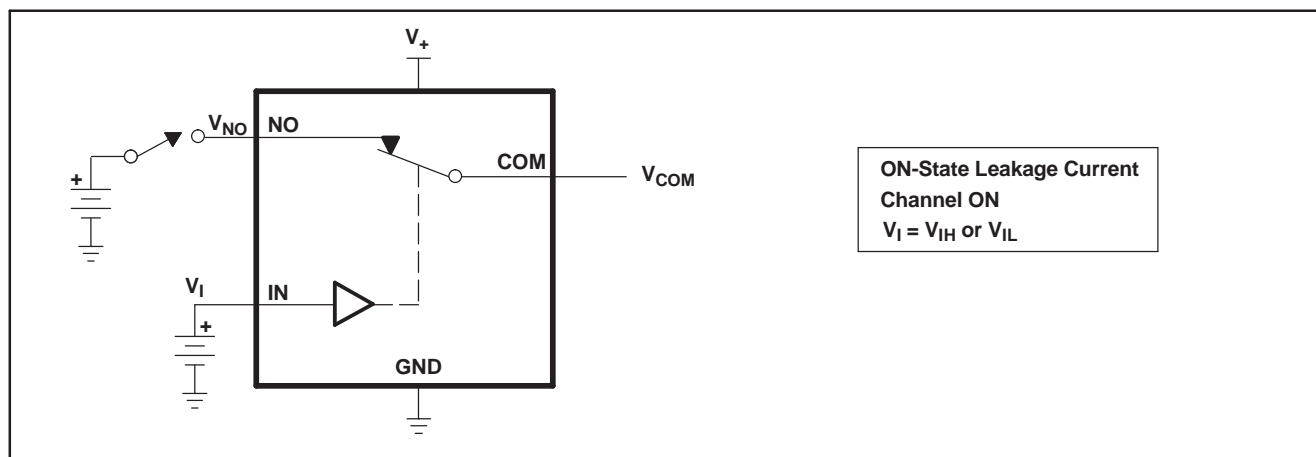 V+
VNO
NO
COM
VCOM
+
VI
IN
+
GND
ON-State Leakage Current
Channel ON
VI = VIH or VIL